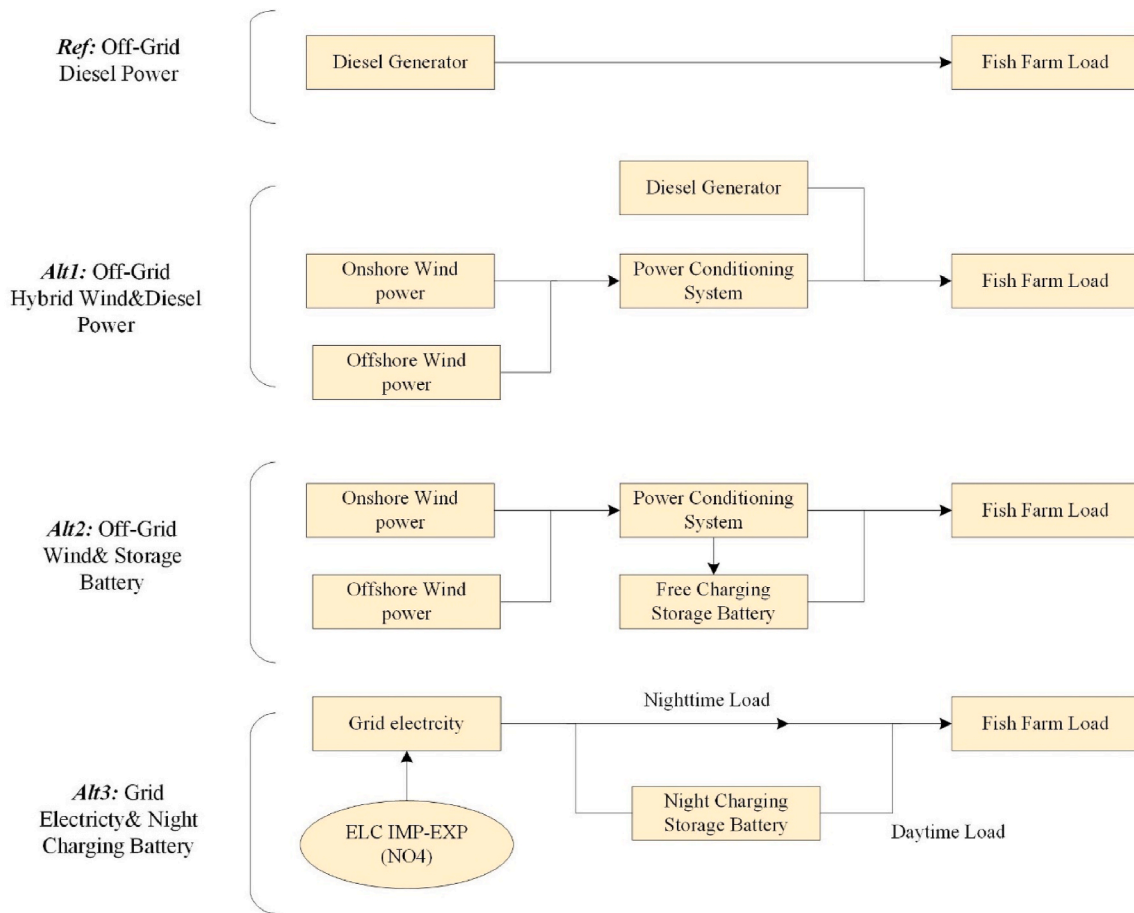 Ref: Off-Grid
Diesel Power
Diesel Generator
Fish Farm Load
Alt1: Off-Grid
Hybrid Wind&Diesel
Power
Diesel Generator
Onshore Wind
power
Power Conditioning
System
Fish Farm Load
Offshore Wind
power
Alt2: Off-Grid
Wind& Storage
Battery
Onshore Wind
power
Power Conditioning
System
Fish Farm Load
Offshore Wind
power
Free Charging
Storage Battery
Alt3: Grid
Electricty& Night
Charging Battery
Grid electrcity
Nighttime Load
Fish Farm Load
ELC IMP-EXP
(NO4)
Night Charging
Storage Battery
Daytime Load